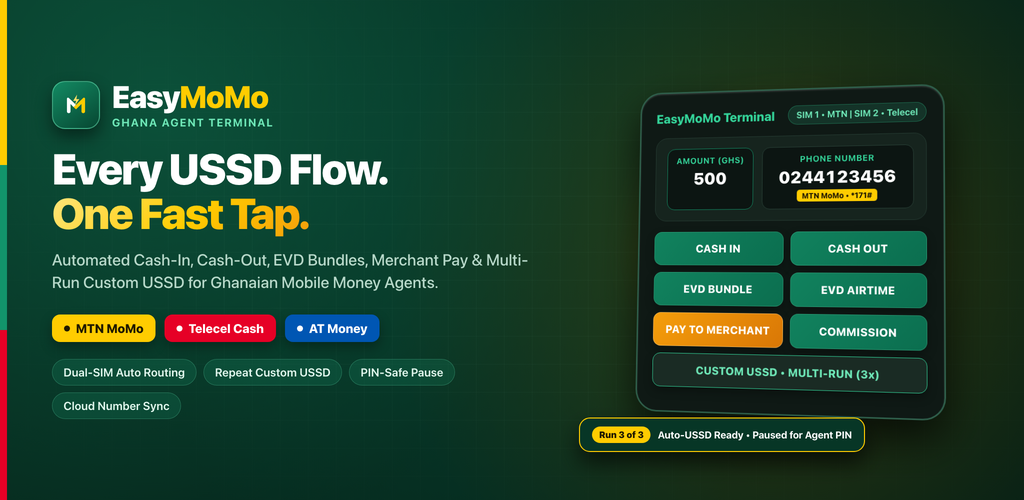 EasyMoMo
GHANA AGENT TERMINAL
Every USSD Flow.
One Fast Tap.
Automated Cash-In, Cash-Out, EVD Bundles, Merchant Pay & Multi-
Run Custom USSD for Ghanaian Mobile Money Agents.
MTN MoMo
Telecel Cash
AT Money
Dual-SIM Auto Routing
Repeat Custom USSD
PIN-Safe Pause
Cloud Number Sync
EasyMoMo Terminal
SIM 1 • MTN | SIM 2 • Telecel
AMOUNT (GHS)
500
PHONE NUMBER
0244123456
MTN MoMo • *171#
CASH IN
CASH OUT
EVD BUNDLE
EVD AIRTIME
PAY TO MERCHANT
COMMISSION
CUSTOM USSD • MULTI-RUN (3x)
Run 3 of 3
Auto-USSD Ready • Paused for Agent PIN